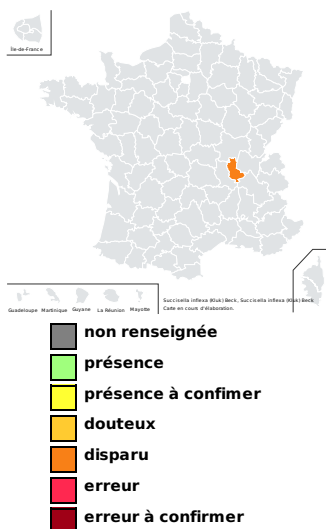 Île-de-France
Guadeloupe Martinique Guyane La Réunion Mayotte
Succisella inflexa (Kluk) Beck, Succisella inflexa (Kluk) Beck
Carte en cours d'élaboration.
non renseignée
présence
présence à confimer
douteux
disparu
erreur
erreur à confirmer